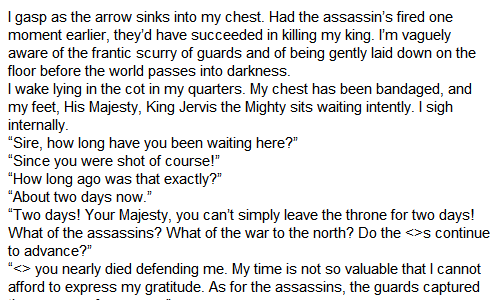 I gasp as the arrow sinks into my chest. Had the assassin’s fired one
moment earlier, they’d have succeeded in killing my king. I’m vaguely
aware of the frantic scurry of guards and of being gently laid down on the
floor before the world passes into darkness.
I wake lying in the cot in my quarters. My chest has been bandaged, and
my feet, His Majesty, King Jervis the Mighty sits waiting intently. I sigh
internally.
“Sire, how long have you been waiting here?”
“Since you were shot of course!”
“How long ago was that exactly?”
“About two days now.”
“Two days! Your Majesty, you can’t simply leave the throne for two days!
What of the assassins? What of the war to the north? Do the <>s continue
to advance?”
“<> you nearly died defending me. My time is not so valuable that I cannot
afford to express my gratitude. As for the assassins, the guards captured